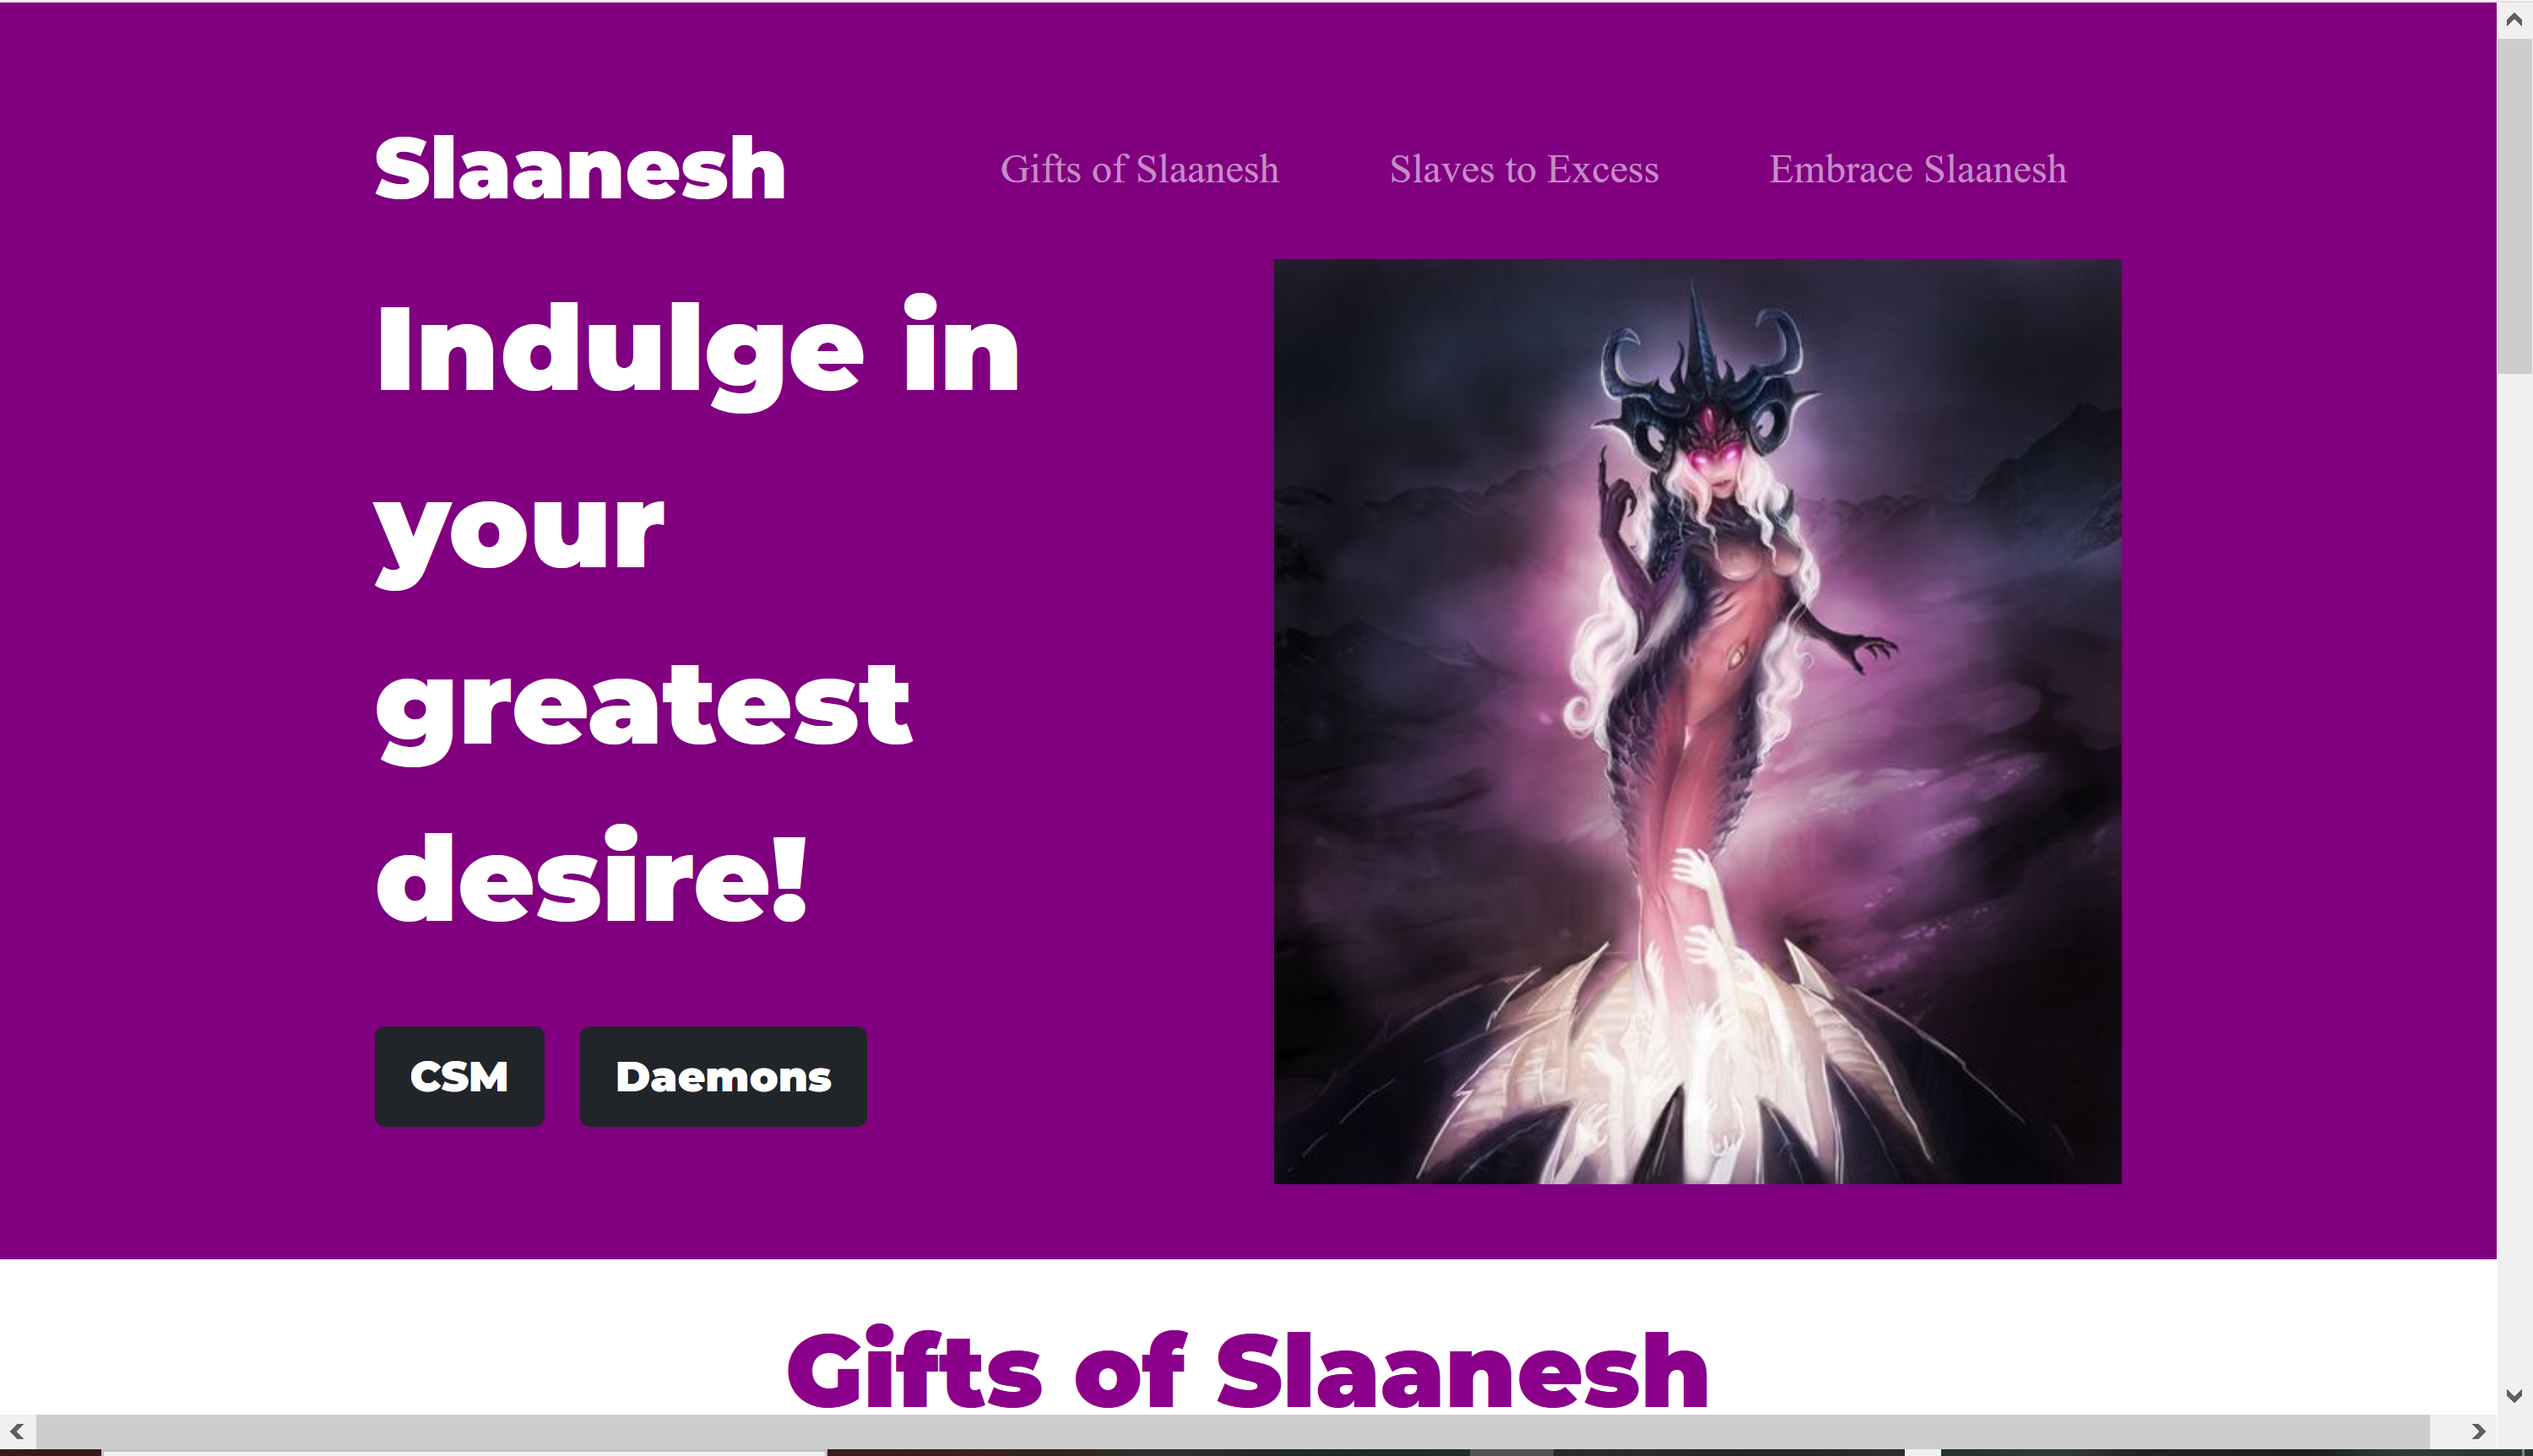 Slaanesh
Gifts of Slaanesh
Slaves to Excess
Embrace Slaanesh
Indulge in
your
greatest
desire!
CSM
Daemons
Gifts of Slaanesh